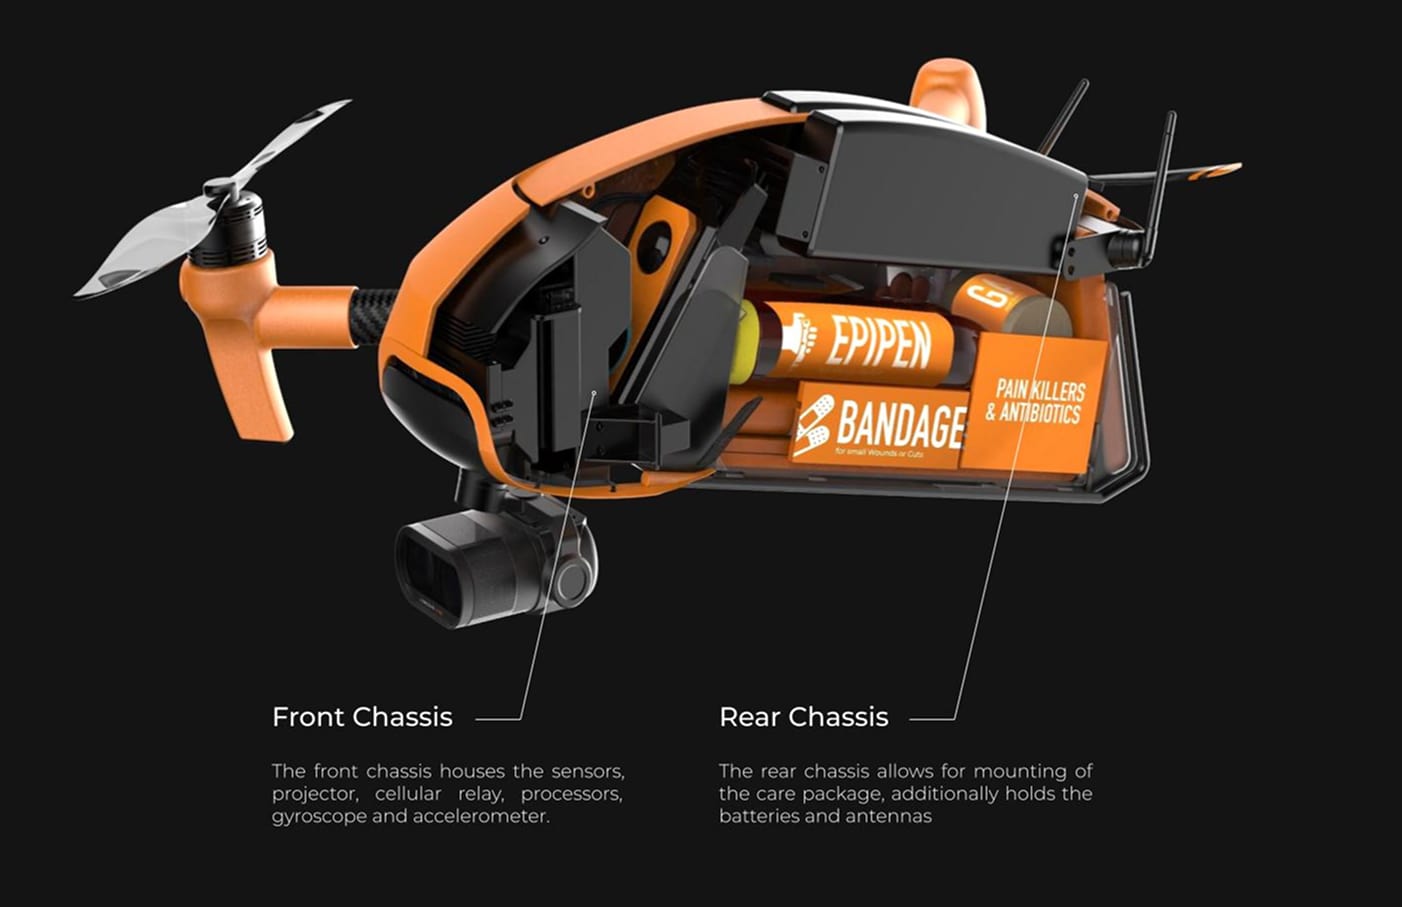 EPIPEN
PAIN KILLERS
& ANTIBIOTICS
BANDAGE
for small Wounds or Cuts
Front Chassis
The front chassis houses the sensors,
projector, cellular relay, processors,
gyroscope and accelerometer.
Rear Chassis
The rear chassis allows for mounting of
the care package, additionally holds the
batteries and antennas